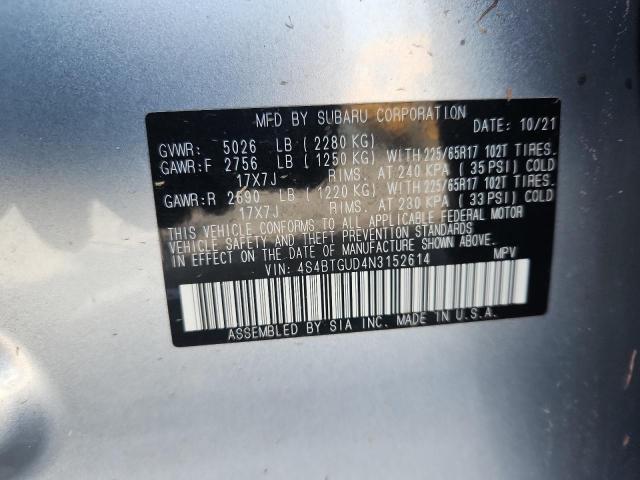 MFD BY SUBARU CORPORATION DATE: 10/21
GVWR: 5026 LB ( 2280 KG)
GAWR:F 2756 LB ( 1250 KG) WITH 225/65R17 102T TIRES.
17X7J RIMS. AT 240 KPA ( 35 PSI) COLD
GAWR:R 2690 LB ( 1220 KG) WITH 225/65R17 102T TIRES.
17X7J RIMS. AT 230 KPA ( 33 PSI) COLD
THIS VEHICLE CONFORMS TO ALL APPLICABLE FEDERAL MOTOR
VEHICLE SAFETY AND THEFT PREVENTION STANDARDS
IN EFFECT ON THE DATE OF MANUFACTURE SHOWN ABOVE.
VIN: 4S4BTGUD4N3152614 MPV
ASSEMBLED BY SIA INC. MADE IN U.S.A.